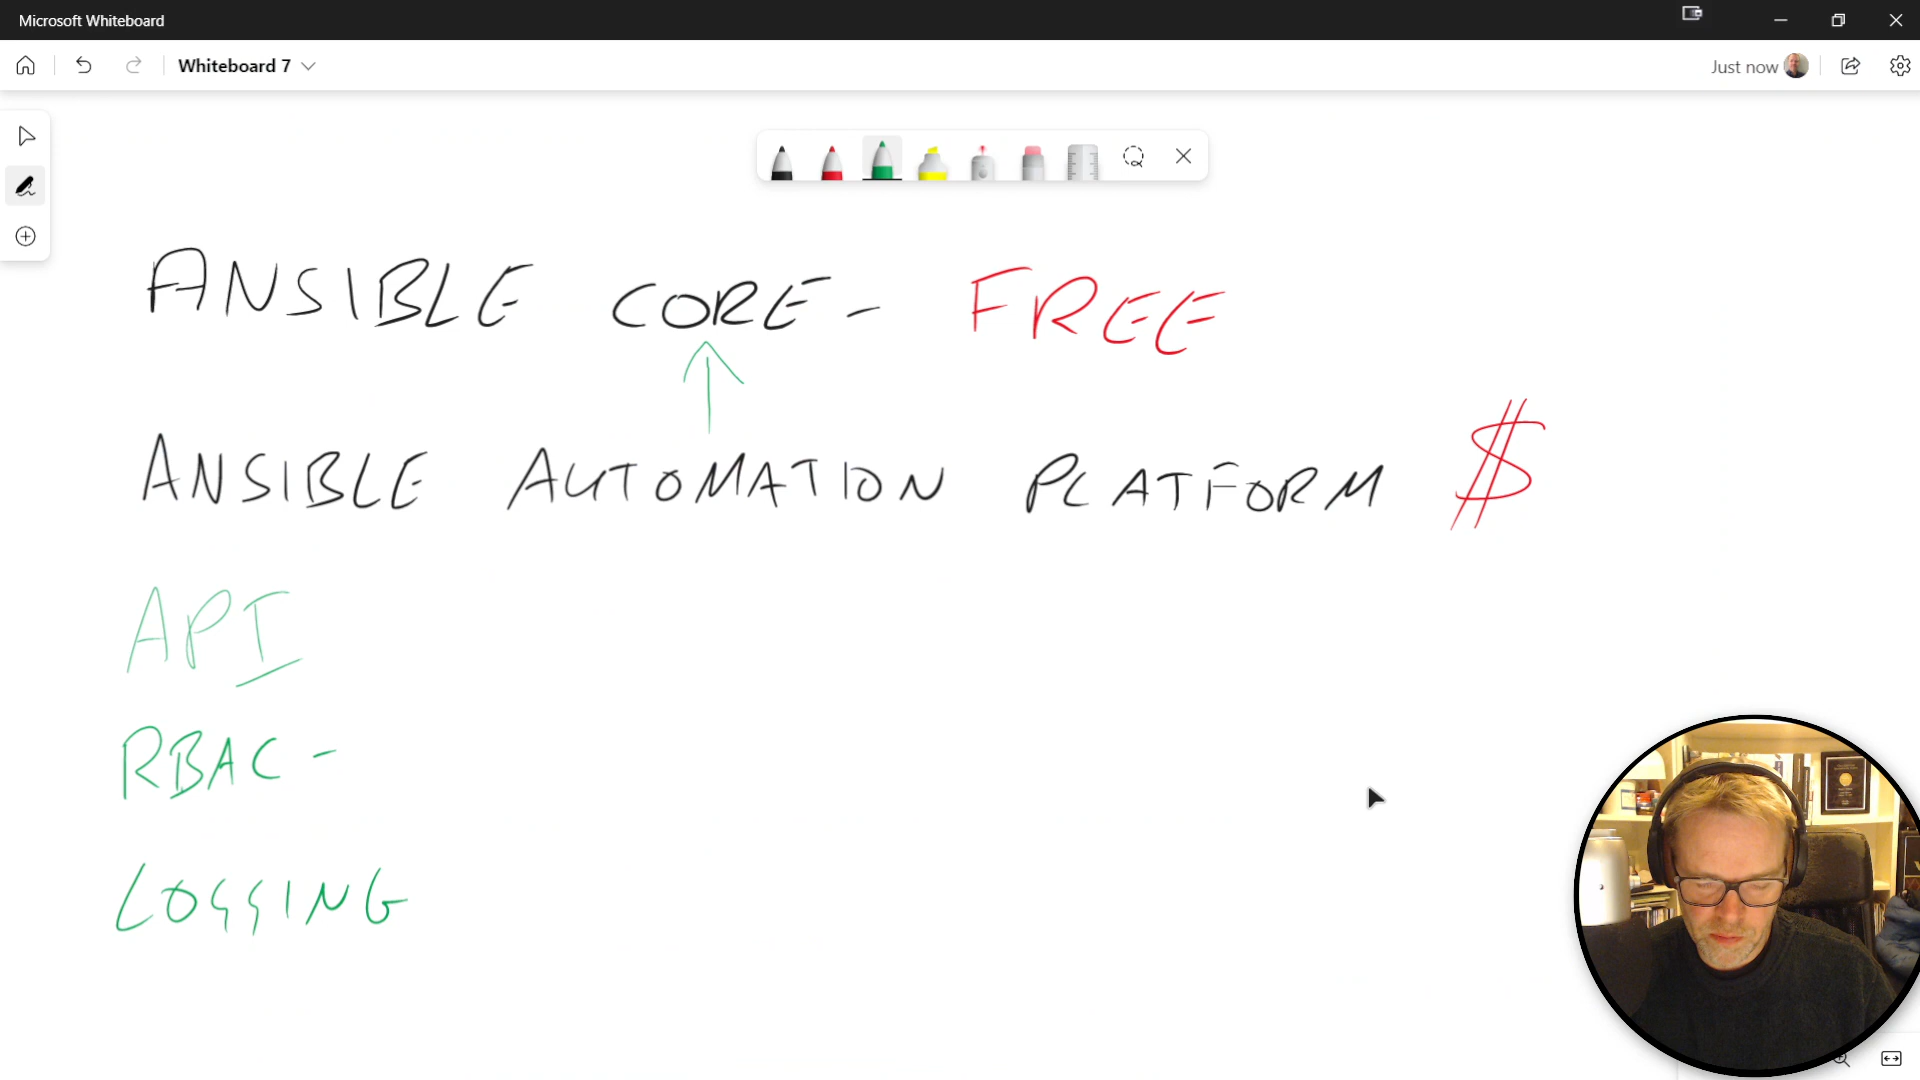 Microsoft Whiteboard
Whiteboard 7
Just now
ANSIBLE CORE - FREE
ANSIBLE AUTOMATION PLATFORM $
API
RBAC -
LOGGING